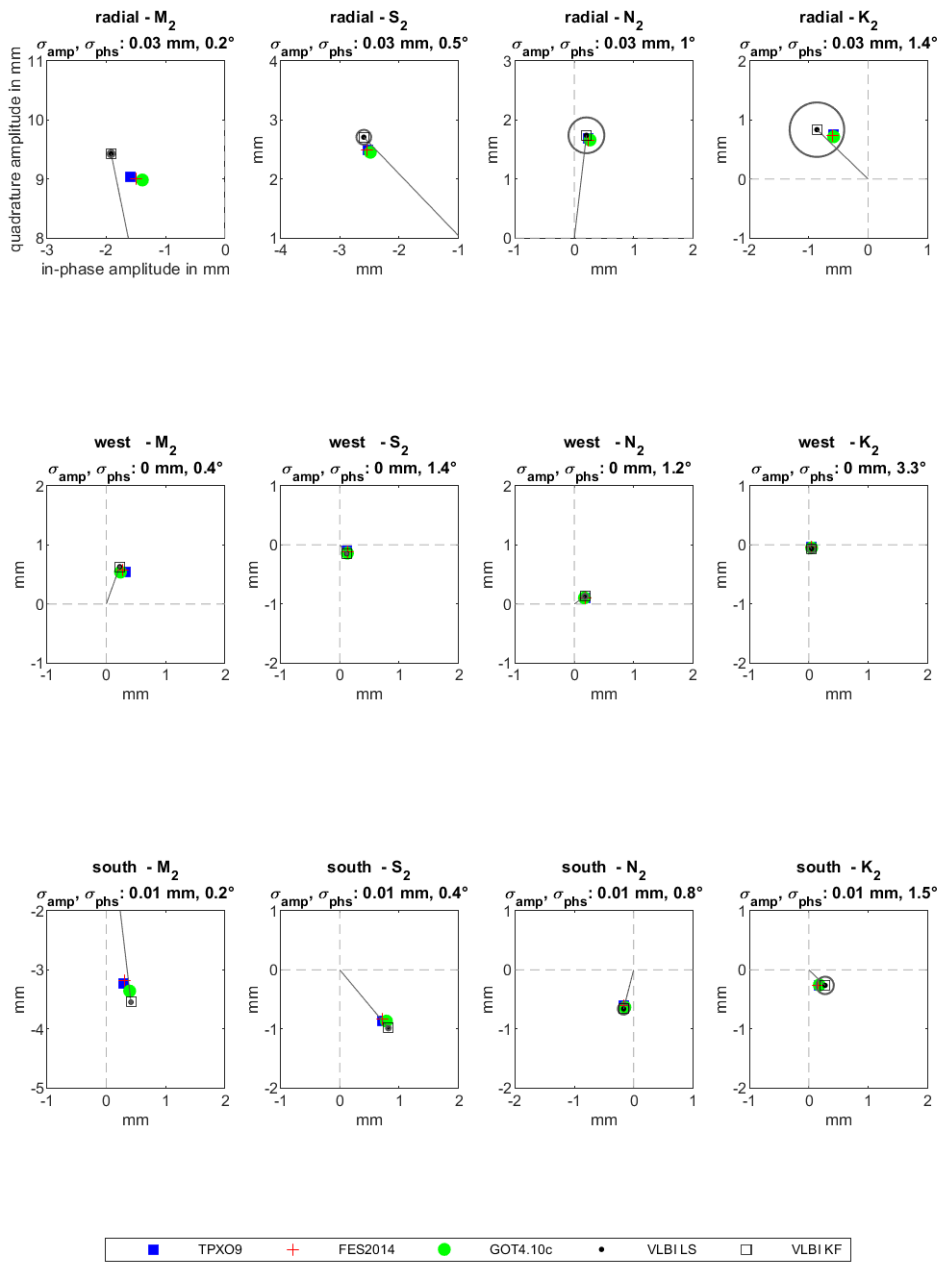 radial - M2
σamp, σphs: 0.03 mm, 0.2°
11
10
9
8
-3
-2
-1
0
quadrature amplitude in mm
in-phase amplitude in mm
radial - S2
σamp, σphs: 0.03 mm, 0.5°
4
3
2
1
-4
-3
-2
-1
mm
mm
radial - N2
σamp, σphs: 0.03 mm, 1°
3
2
1
0
-1
0
1
2
mm
mm
radial - K2
σamp, σphs: 0.03 mm, 1.4°
2
1
0
-1
-2
-1
0
1
mm
mm
west - M2
σamp, σphs: 0 mm, 0.4°
2
1
0
-1
-1
0
1
2
mm
mm
west - S2
σamp, σphs: 0 mm, 1.4°
1
0
-1
-2
-1
0
1
2
mm
mm
west - N2
σamp, σphs: 0 mm, 1.2°
2
1
0
-1
-1
0
1
2
mm
mm
west - K2
σamp, σphs: 0 mm, 3.3°
1
0
-1
-2
-1
0
1
2
mm
mm
south - M2
σamp, σphs: 0.01 mm, 0.2°
-2
-3
-4
-5
-1
0
1
2
mm
mm
south - S2
σamp, σphs: 0.01 mm, 0.4°
1
0
-1
-2
-1
0
1
2
mm
mm
south - N2
σamp, σphs: 0.01 mm, 0.8°
1
0
-1
-2
-2
-1
0
1
mm
mm
south - K2
σamp, σphs: 0.01 mm, 1.5°
1
0
-1
-2
-1
0
1
2
mm
mm
TPXO9 FES2014 GOT4.10c VLBI LS VLBI KF